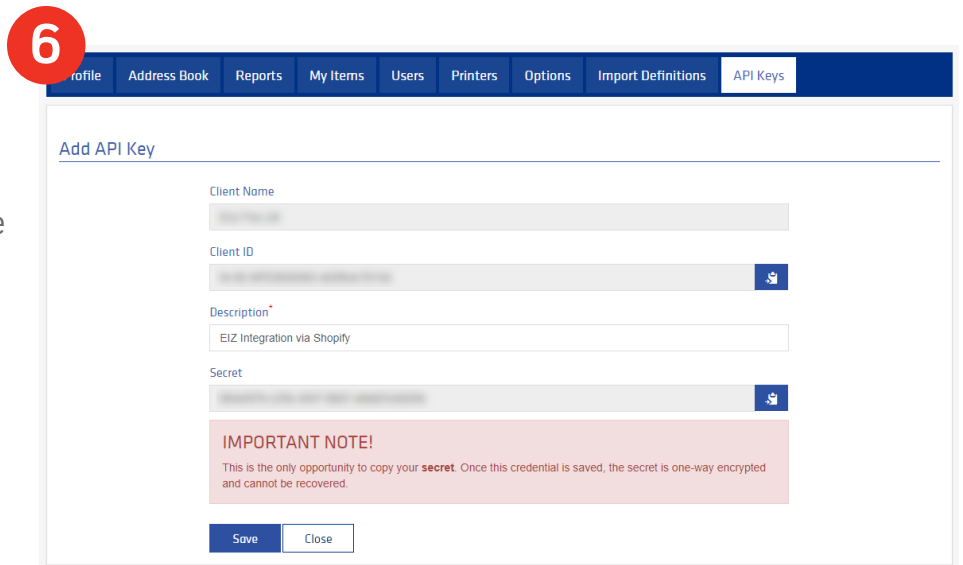 6
rofile Address Book Reports My Items Users Printers Options Import Definitions API Keys
Add API Key
e
Client Name
Client ID
Description*
EIZ Integration via Shopify
Secret
IMPORTANT NOTE!
This is the only opportunity to copy your secret. Once this credential is saved, the secret is one-way encrypted
and cannot be recovered.
Save Close